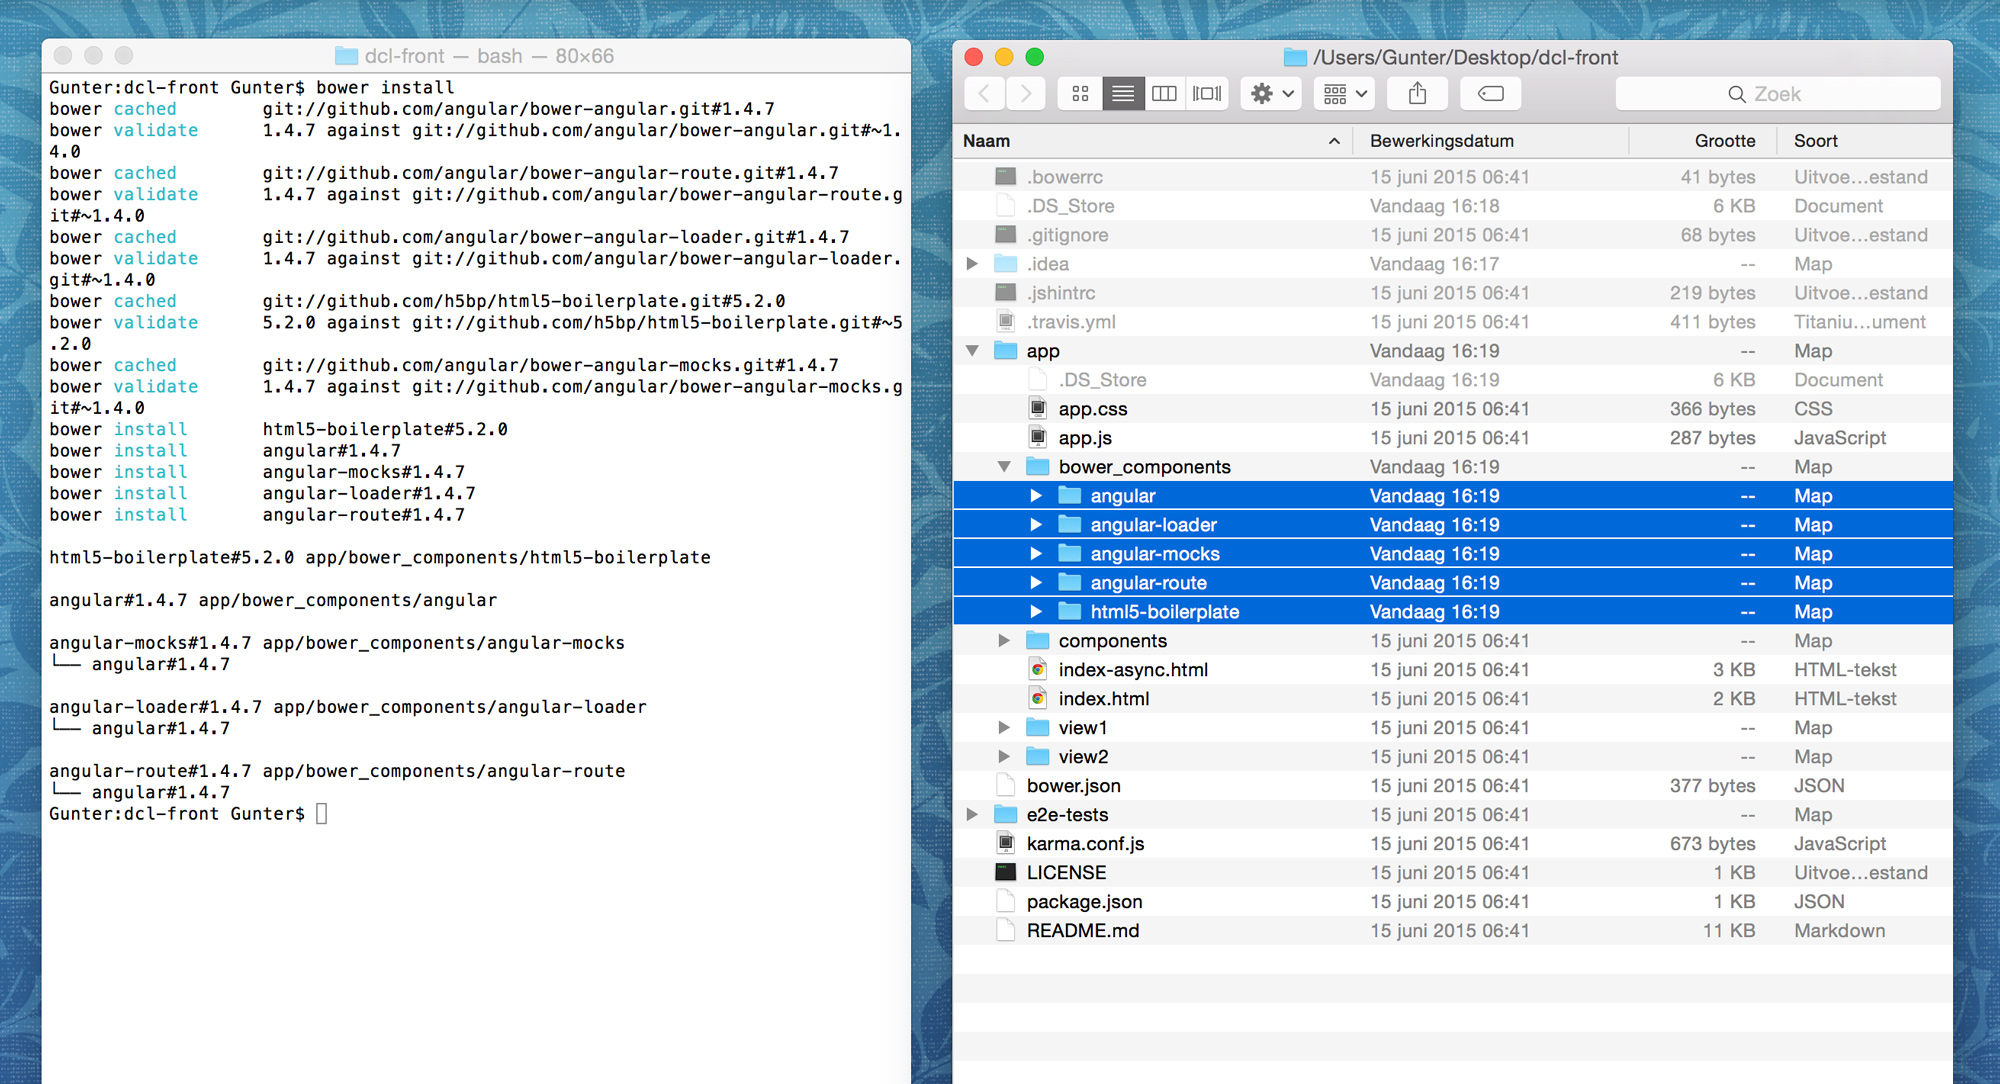 dcl-front — bash — 80×66
Gunter:dcl-front Gunter$ bower install
bower cached git://github.com/angular/bower-angular.git#1.4.7
bower validate 1.4.7 against git://github.com/angular/bower-angular.git#~1.
4.0
bower cached git://github.com/angular/bower-angular-route.git#1.4.7
bower validate 1.4.7 against git://github.com/angular/bower-angular-route.g
it#~1.4.0
bower cached git://github.com/angular/bower-angular-loader.git#1.4.7
bower validate 1.4.7 against git://github.com/angular/bower-angular-loader.
git#~1.4.0
bower cached git://github.com/h5bp/html5-boilerplate.git#5.2.0
bower validate 5.2.0 against git://github.com/h5bp/html5-boilerplate.git#~5
.2.0
bower cached git://github.com/angular/bower-angular-mocks.git#1.4.7
bower validate 1.4.7 against git://github.com/angular/bower-angular-mocks.g
it#~1.4.0
bower install html5-boilerplate#5.2.0
bower install angular#1.4.7
bower install angular-mocks#1.4.7
bower install angular-loader#1.4.7
bower install angular-route#1.4.7
html5-boilerplate#5.2.0 app/bower_components/html5-boilerplate
angular#1.4.7 app/bower_components/angular
angular-mocks#1.4.7 app/bower_components/angular-mocks
└── angular#1.4.7
angular-loader#1.4.7 app/bower_components/angular-loader
└── angular#1.4.7
angular-route#1.4.7 app/bower_components/angular-route
└── angular#1.4.7
Gunter:dcl-front Gunter$
/Users/Gunter/Desktop/dcl-front
Zoek
Naam Bewerkingsdatum Grootte Soort
.bowerrc 15 juni 2015 06:41 41 bytes Uitvoe...estand
.DS_Store Vandaag 16:18 6 KB Document
.gitignore 15 juni 2015 06:41 68 bytes Uitvoe...estand
.idea Vandaag 16:17 -- Map
.jshintrc 15 juni 2015 06:41 219 bytes Uitvoe...estand
.travis.yml 15 juni 2015 06:41 411 bytes Titaniu...ument
app Vandaag 16:19 -- Map
.DS_Store Vandaag 16:19 6 KB Document
app.css 15 juni 2015 06:41 366 bytes CSS
app.js 15 juni 2015 06:41 287 bytes JavaScript
bower_components Vandaag 16:19 -- Map
angular Vandaag 16:19 -- Map
angular-loader Vandaag 16:19 -- Map
angular-mocks Vandaag 16:19 -- Map
angular-route Vandaag 16:19 -- Map
html5-boilerplate Vandaag 16:19 -- Map
components 15 juni 2015 06:41 -- Map
index-async.html 15 juni 2015 06:41 3 KB HTML-tekst
index.html 15 juni 2015 06:41 2 KB HTML-tekst
view1 15 juni 2015 06:41 -- Map
view2 15 juni 2015 06:41 -- Map
bower.json 15 juni 2015 06:41 377 bytes JSON
e2e-tests 15 juni 2015 06:41 -- Map
karma.conf.js 15 juni 2015 06:41 673 bytes JavaScript
LICENSE 15 juni 2015 06:41 1 KB Uitvoe...estand
package.json 15 juni 2015 06:41 1 KB JSON
README.md 15 juni 2015 06:41 11 KB Markdown